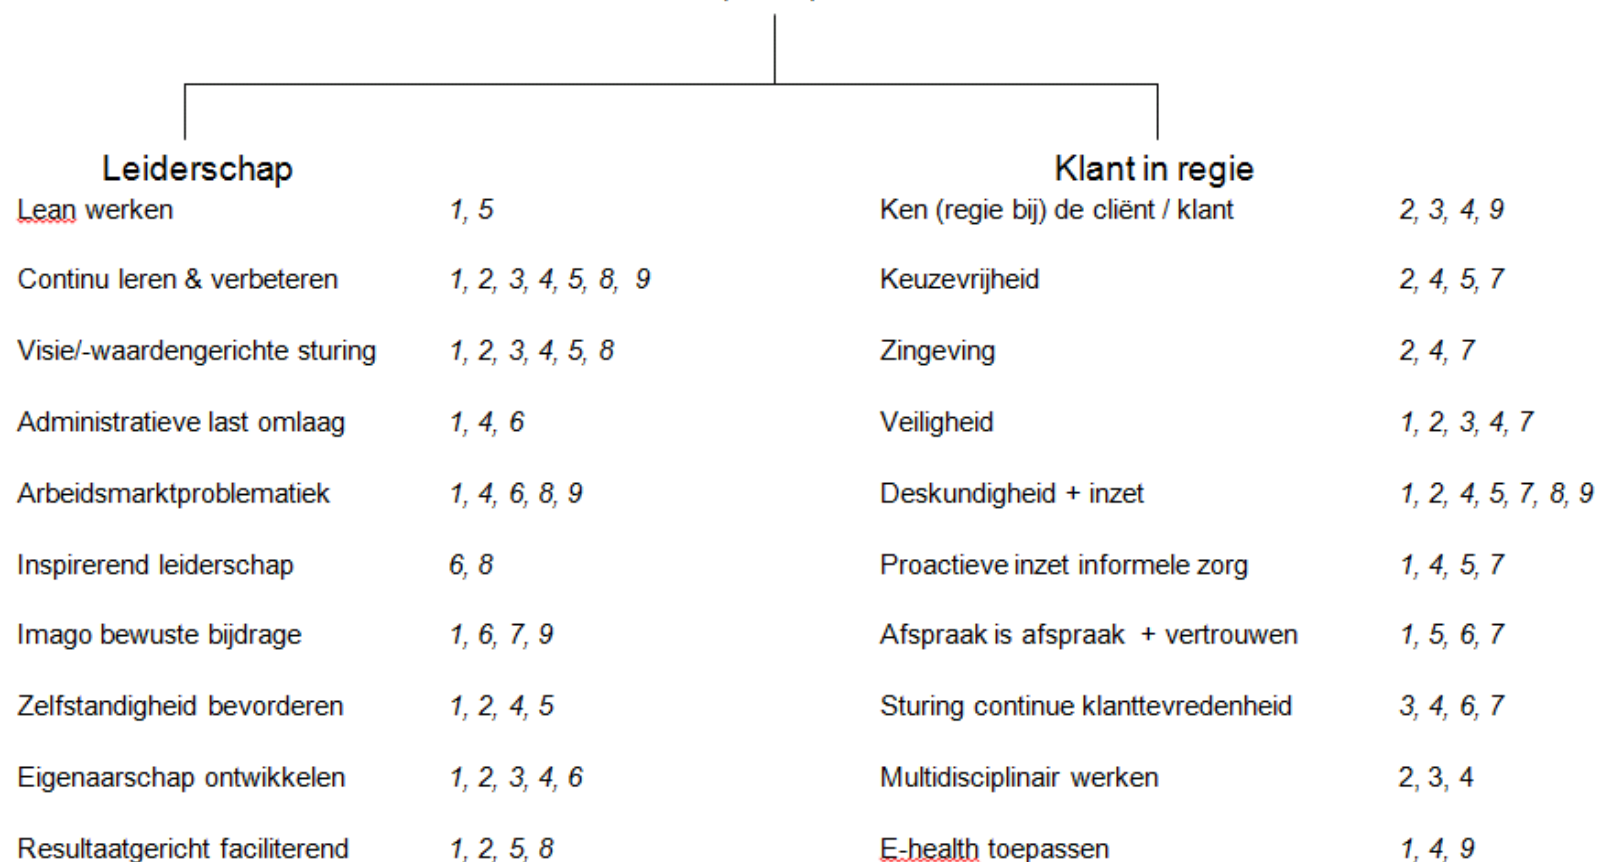 Leiderschap
Lean werken 1, 5
Continu leren & verbeteren 1, 2, 3, 4, 5, 8, 9
Visie/-waardengerichte sturing 1, 2, 3, 4, 5, 8
Administratieve last omlaag 1, 4, 6
Arbeidsmarktproblematiek 1, 4, 6, 8, 9
Inspirerend leiderschap 6, 8
Imago bewuste bijdrage 1, 6, 7, 9
Zelfstandigheid bevorderen 1, 2, 4, 5
Eigenaarschap ontwikkelen 1, 2, 3, 4, 6
Resultaatgericht faciliterend 1, 2, 5, 8
Klant in regie
Ken (regie bij) de cliënt / klant 2, 3, 4, 9
Keuzevrijheid 2, 4, 5, 7
Zingeving 2, 4, 7
Veiligheid 1, 2, 3, 4, 7
Deskundigheid + inzet 1, 2, 4, 5, 7, 8, 9
Proactieve inzet informele zorg 1, 4, 5, 7
Afspraak is afspraak + vertrouwen 1, 5, 6, 7
Sturing continue klanttevredenheid 3, 4, 6, 7
Multidisciplinair werken 2, 3, 4
E-health toepassen 1, 4, 9